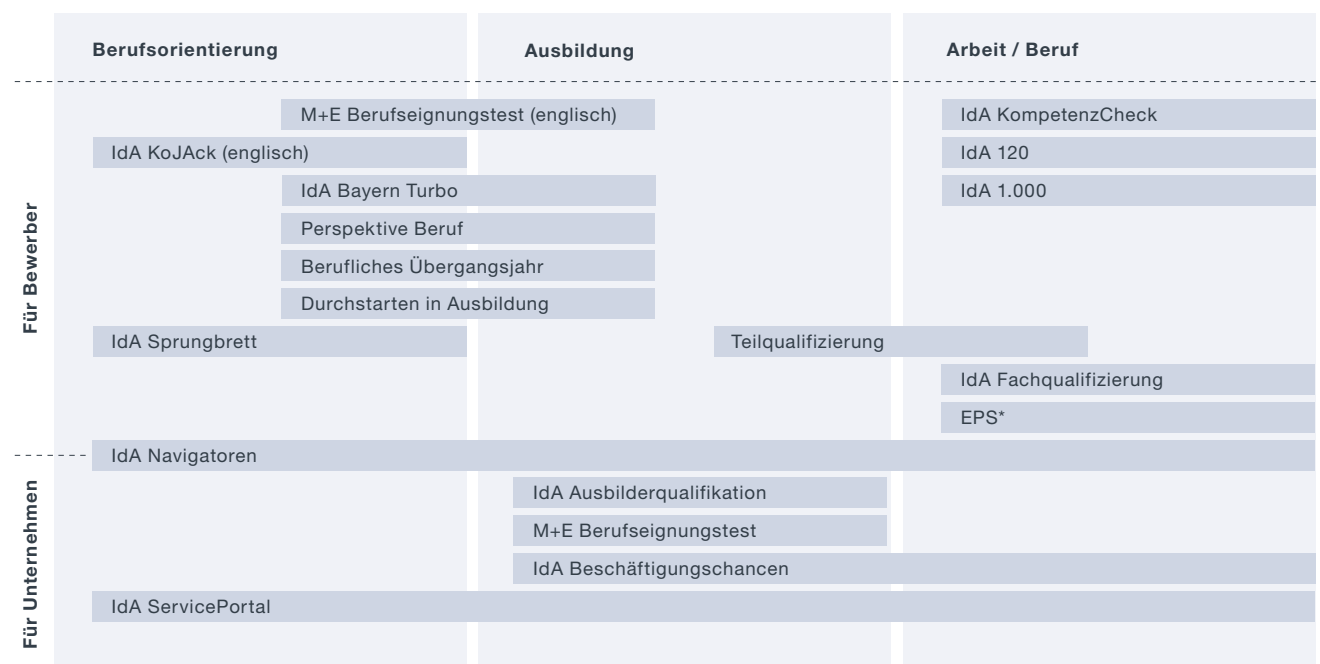 Berufsorientierung
Ausbildung
Arbeit / Beruf
Für Bewerber
M+E Berufseignungstest (englisch)
IdA KompetenzCheck
IdA KoJAck (englisch)
IdA 120
IdA Bayern Turbo
IdA 1.000
Perspektive Beruf
Berufliches Übergangsjahr
Durchstarten in Ausbildung
IdA Sprungbrett
Teilqualifizierung
IdA Fachqualifizierung
EPS*
IdA Navigatoren
Für Unternehmen
IdA Ausbilderqualifikation
M+E Berufseignungstest
IdA Beschäftigungschancen
IdA ServicePortal